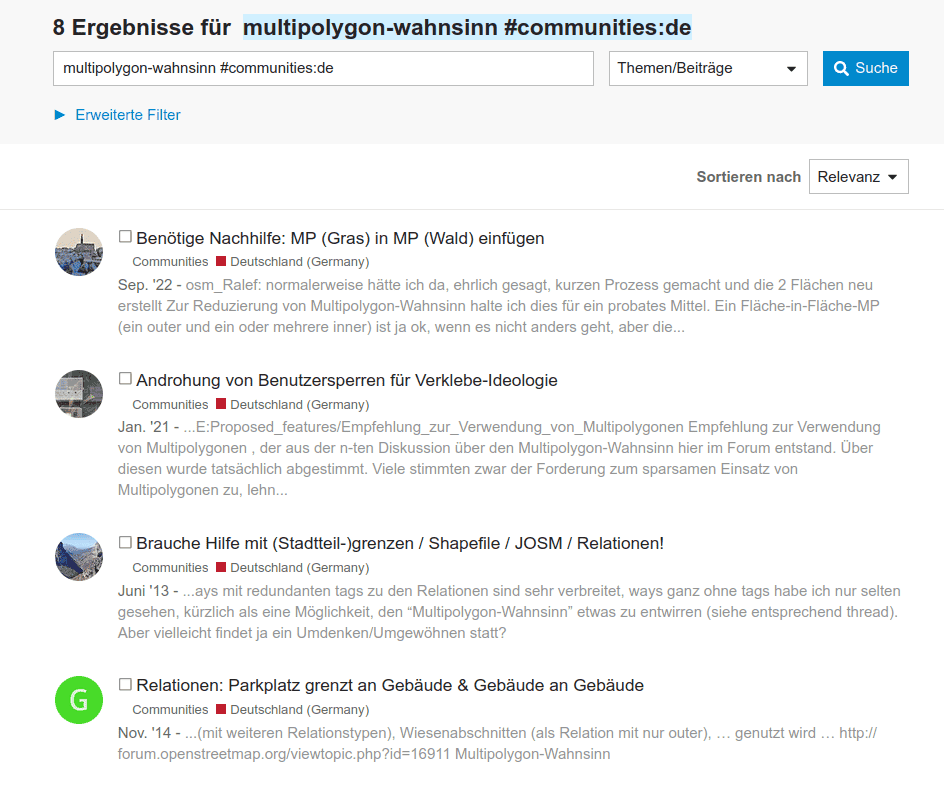 8 Ergebnisse für multipolygon-wahnsinn #communities:de
multipolygon-wahnsinn #communities:de
Themen/Beiträge
Suche
Erweiterte Filter
Sortieren nach
Relevanz
Benötige Nachhilfe: MP (Gras) in MP (Wald) einfügen
Communities Deutschland (Germany)
Sep. '22 - osm_Ralef: normalerweise hätte ich da, ehrlich gesagt, kurzen Prozess gemacht und die 2 Flächen neu
erstellt Zur Reduzierung von Multipolygon-Wahnsinn halte ich dies für ein probates Mittel. Ein Fläche-in-Fläche-MP
(ein outer und ein oder mehrere inner) ist ja ok, wenn es nicht anders geht, aber die...
Androhung von Benutzersperren für Verklebe-Ideologie
Communities Deutschland (Germany)
Jan. '21 - ...E:Proposed_features/Empfehlung_zur_Verwendung_von_Multipolygonen Empfehlung zur Verwendung
von Multipolygonen , der aus der n-ten Diskussion über den Multipolygon-Wahnsinn hier im Forum entstand. Über
diesen wurde tatsächlich abgestimmt. Viele stimmten zwar der Forderung zum sparsamen Einsatz von
Multipolygonen zu, lehn...
Brauche Hilfe mit (Stadtteil-)grenzen / Shapefile / JOSM / Relationen!
Communities Deutschland (Germany)
Juni '13 - ...ays mit redundanten tags zu den Relationen sind sehr verbreitet, ways ganz ohne tags habe ich nur selten
gesehen, kürzlich als eine Möglichkeit, den “Multipolygon-Wahnsinn” etwas zu entwirren (siehe entsprechend thread).
Aber vielleicht findet ja ein Umdenken/Umgewöhnen statt?
G
Relationen: Parkplatz grenzt an Gebäude & Gebäude an Gebäude
Communities Deutschland (Germany)
Nov. '14 - ...(mit weiteren Relationstypen), Wiesenabschnitten (als Relation mit nur outer), … genutzt wird … http://
forum.openstreetmap.org/viewtopic.php?id=16911 Multipolygon-Wahnsinn